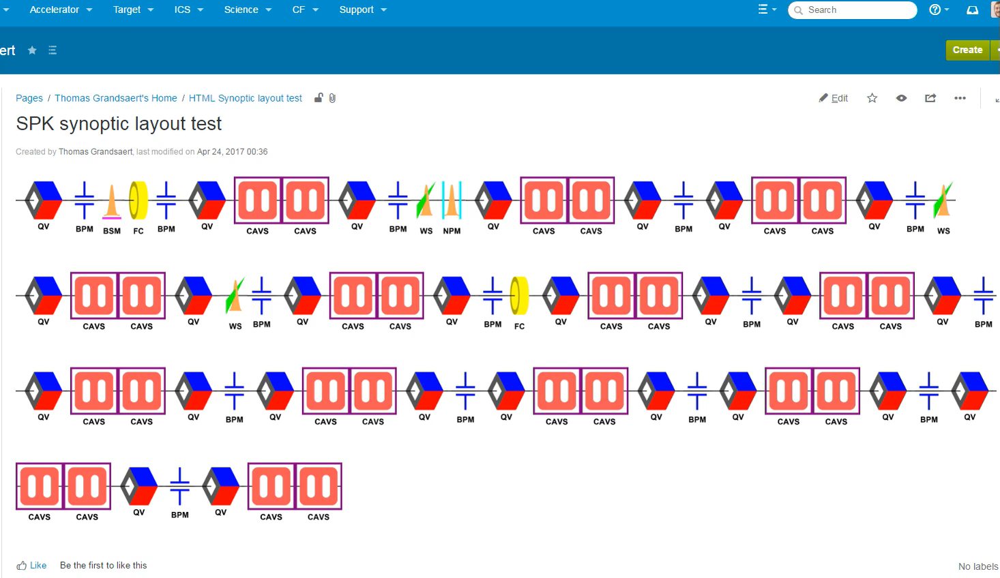 Accelerator Target ICS Science CF Support Search
ert Create
Pages / Thomas Grandsaert's Home / HTML Synoptic layout test Edit
SPK synoptic layout test
Created by Thomas Grandsaert, last modified on Apr 24, 2017 00:36
QV BPM BSM FC BPM QV CAVS CAVS QV BPM WS NPM QV CAVS CAVS QV BPM QV CAVS CAVS QV BPM WS
QV CAVS CAVS QV WS BPM QV CAVS CAVS QV BPM FC QV CAVS CAVS QV BPM QV CAVS CAVS QV BPM
QV CAVS CAVS QV BPM QV CAVS CAVS QV BPM QV CAVS CAVS QV BPM QV CAVS CAVS QV BPM QV
CAVS CAVS QV BPM QV CAVS CAVS
Like Be the first to like this No labels